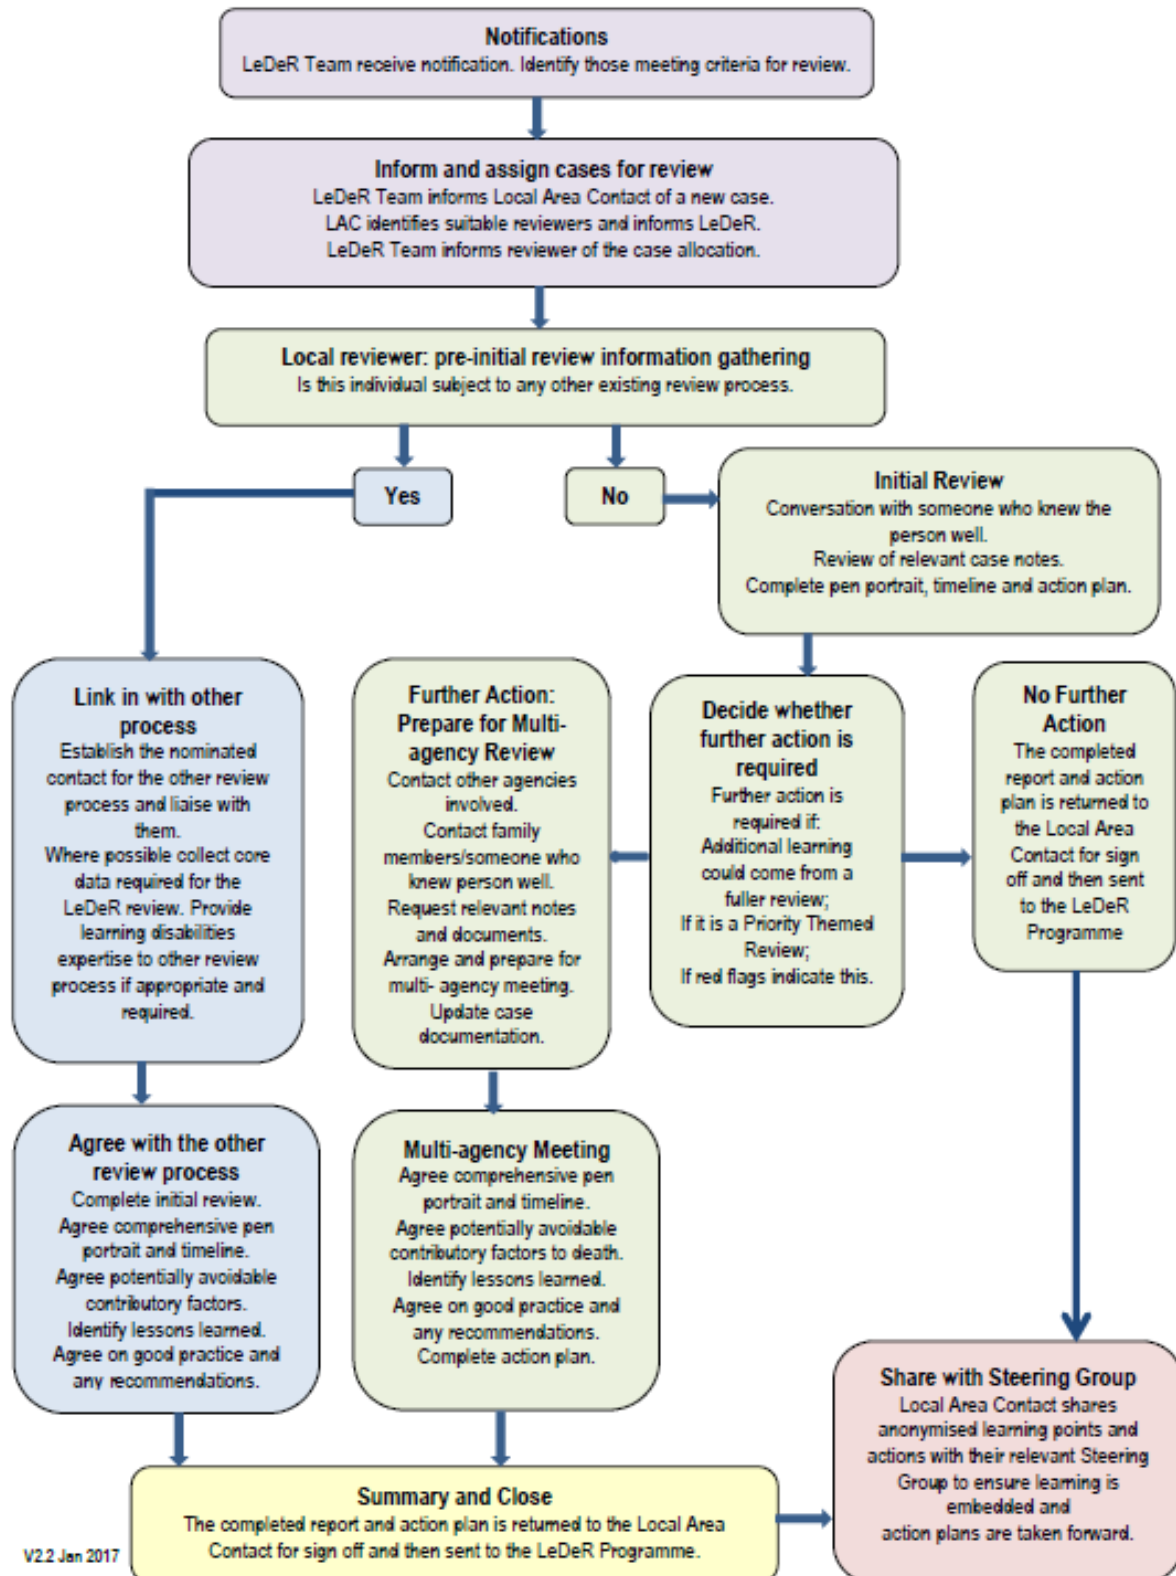 Notifications
LeDeR Team receive notification. Identify those meeting criteria for review.
Inform and assign cases for review
LeDeR Team informs Local Area Contact of a new case.
LAC identifies suitable reviewers and informs LeDeR.
LeDeR Team informs reviewer of the case allocation.
Local reviewer: pre-initial review information gathering
Is this individual subject to any other existing review process.
Yes
No
Initial Review
Conversation with someone who knew the
person well.
Review of relevant case notes.
Complete pen portrait, timeline and action plan.
Link in with other
process
Establish the nominated
contact for the other review
process and liaise with
them.
Where possible collect core
data required for the
LeDeR review. Provide
learning disabilities
expertise to other review
process if appropriate and
required.
Further Action:
Prepare for Multi-
agency Review
Contact other agencies
involved.
Contact family
members/someone who
knew person well.
Request relevant notes
and documents.
Arrange and prepare for
multi- agency meeting.
Update case
documentation.
Decide whether
further action is
required
Further action is
required if:
Additional learning
could come from a
fuller review;
If it is a Priority Themed
Review;
If red flags indicate this.
No Further
Action
The completed
report and action
plan is returned to
the Local Area
Contact for sign
off and then sent
to the LeDeR
Programme
Agree with the other
review process
Complete initial review.
Agree comprehensive pen
portrait and timeline.
Agree potentially avoidable
contributory factors.
Identify lessons learned.
Agree on good practice and
any recommendations.
Multi-agency Meeting
Agree comprehensive pen
portrait and timeline.
Agree potentially avoidable
contributory factors to death.
Identify lessons learned.
Agree on good practice and
any recommendations.
Complete action plan.
Share with Steering Group
Local Area Contact shares
anonymised learning points and
actions with their relevant Steering
Group to ensure learning is
embedded and
action plans are taken forward.
Summary and Close
The completed report and action plan is returned to the Local Area
Contact for sign off and then sent to the LeDeR Programme.
V2.2 Jan 2017